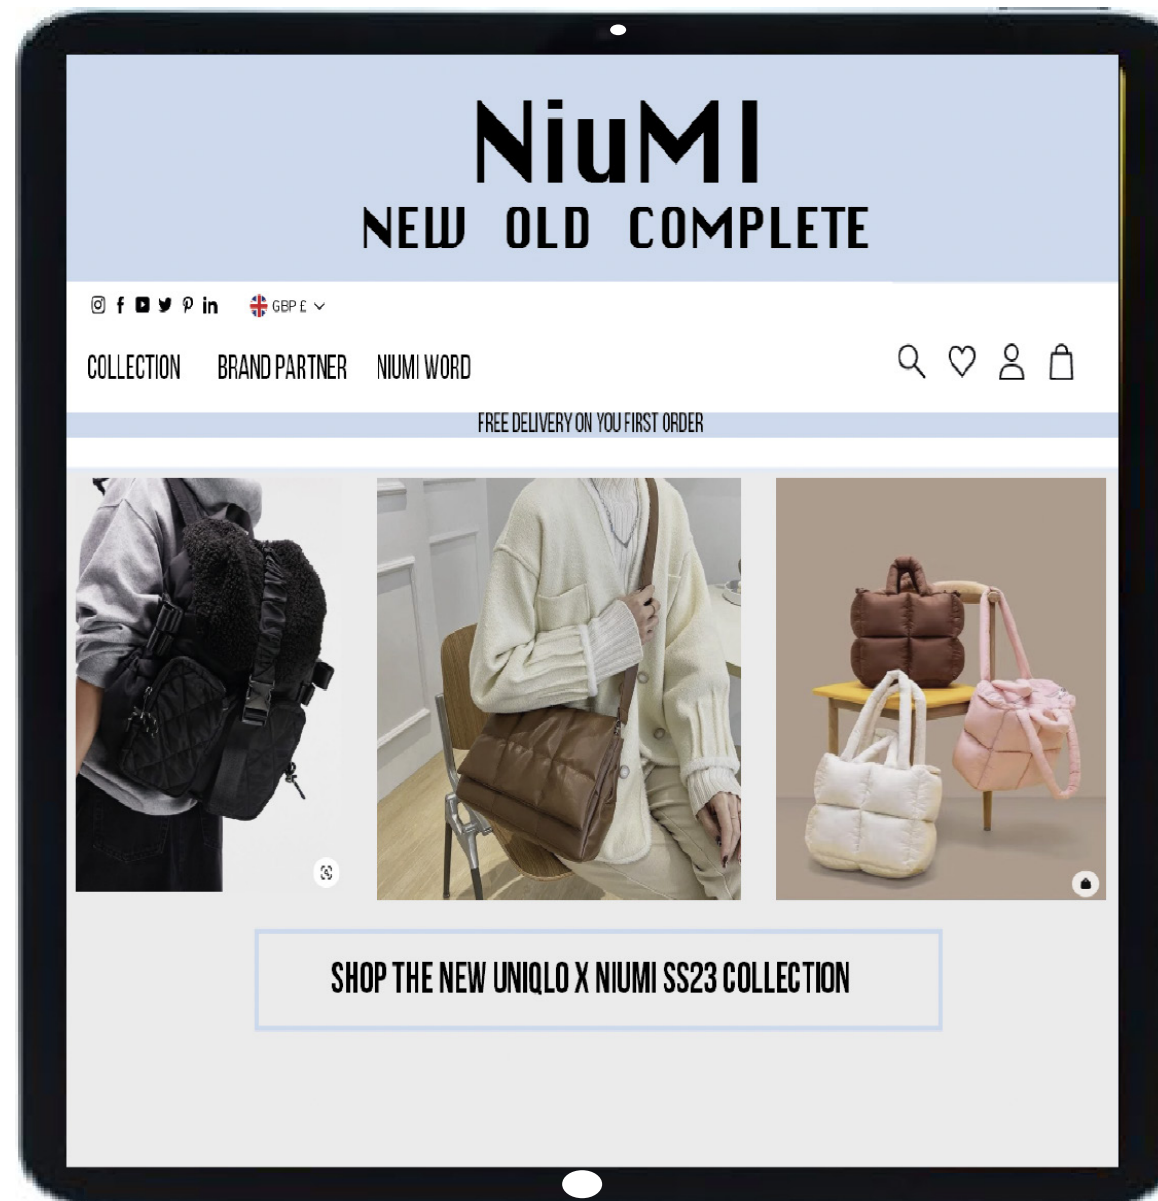 NiuMI
NEW OLD COMPLETE
GBP £
COLLECTION BRAND PARTNER NIUMI WORD
FREE DELIVERY ON YOU FIRST ORDER
SHOP THE NEW UNIQLO X NIUMI SS23 COLLECTION